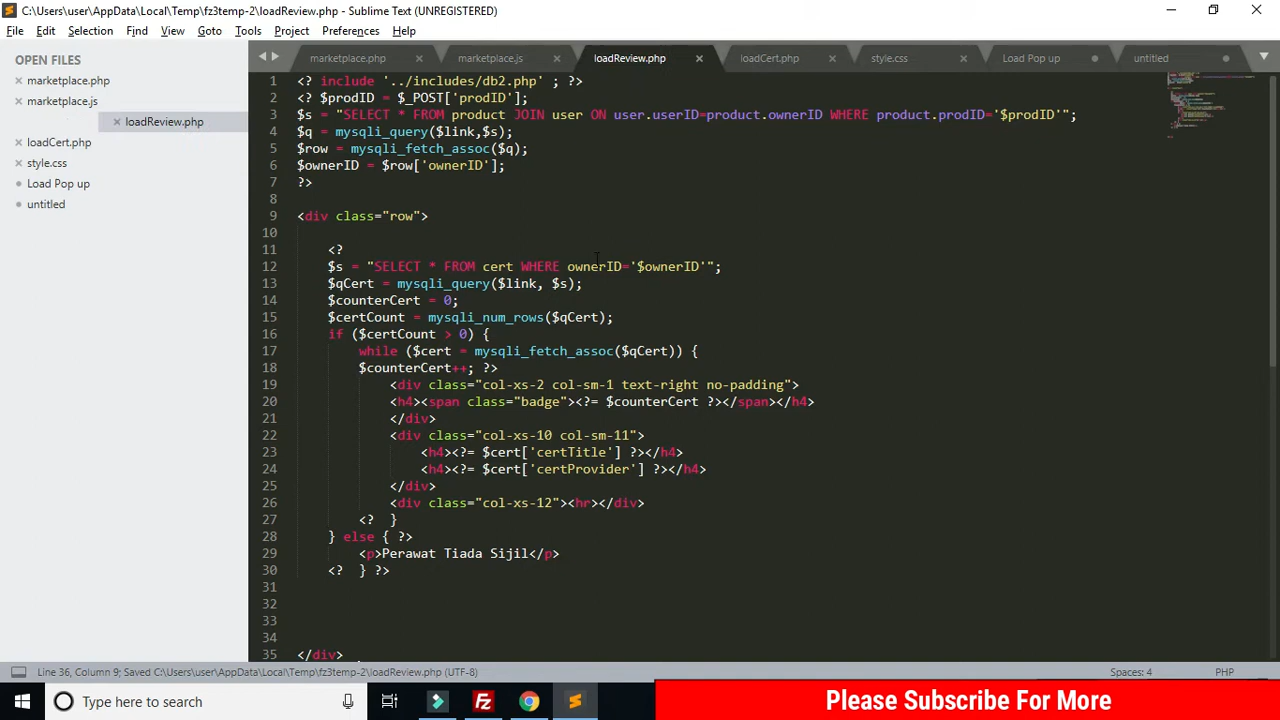 C:\Users\user\AppData\Local\Temp\fz3temp-2\loadReview.php - Sublime Text (UNREGISTERED)
File Edit Selection Find View Goto Tools Project Preferences Help
OPEN FILES
marketplace.php
marketplace.js
loadReview.php
loadCert.php
style.css
Load Pop up
untitled
marketplace.php marketplace.js loadReview.php loadCert.php style.css Load Pop up untitled
1 <? include '../includes/db2.php' ; ?>
2 <? $prodID = $_POST['prodID'];
3 $s = "SELECT * FROM product JOIN user ON user.userID=product.ownerID WHERE product.prodID='$prodID'";
4 $q = mysqli_query($link,$s);
5 $row = mysqli_fetch_assoc($q);
6 $ownerID = $row['ownerID'];
7 ?>
8
9 <div class="row">
10
11 <?
12 $s = "SELECT * FROM cert WHERE ownerID='$ownerID'";
13 $qCert = mysqli_query($link, $s);
14 $counterCert = 0;
15 $certCount = mysqli_num_rows($qCert);
16 if ($certCount > 0) {
17 while ($cert = mysqli_fetch_assoc($qCert)) {
18 $counterCert++; ?>
19 <div class="col-xs-2 col-sm-1 text-right no-padding">
20 <h4><span class="badge"><?= $counterCert ?></span></h4>
21 </div>
22 <div class="col-xs-10 col-sm-11">
23 <h4><?= $cert['certTitle'] ?></h4>
24 <h4><?= $cert['certProvider'] ?></h4>
25 </div>
26 <div class="col-xs-12"><hr></div>
27 <? }
28 } else { ?>
29 <p>Perawat Tiada Sijil</p>
30 <? } ?>
31
32
33
34
35 </div>
Line 36, Column 9; Saved C:\Users\user\AppData\Local\Temp\fz3temp-2\loadReview.php (UTF-8) Spaces: 4 PHP
Type here to search
Please Subscribe For More